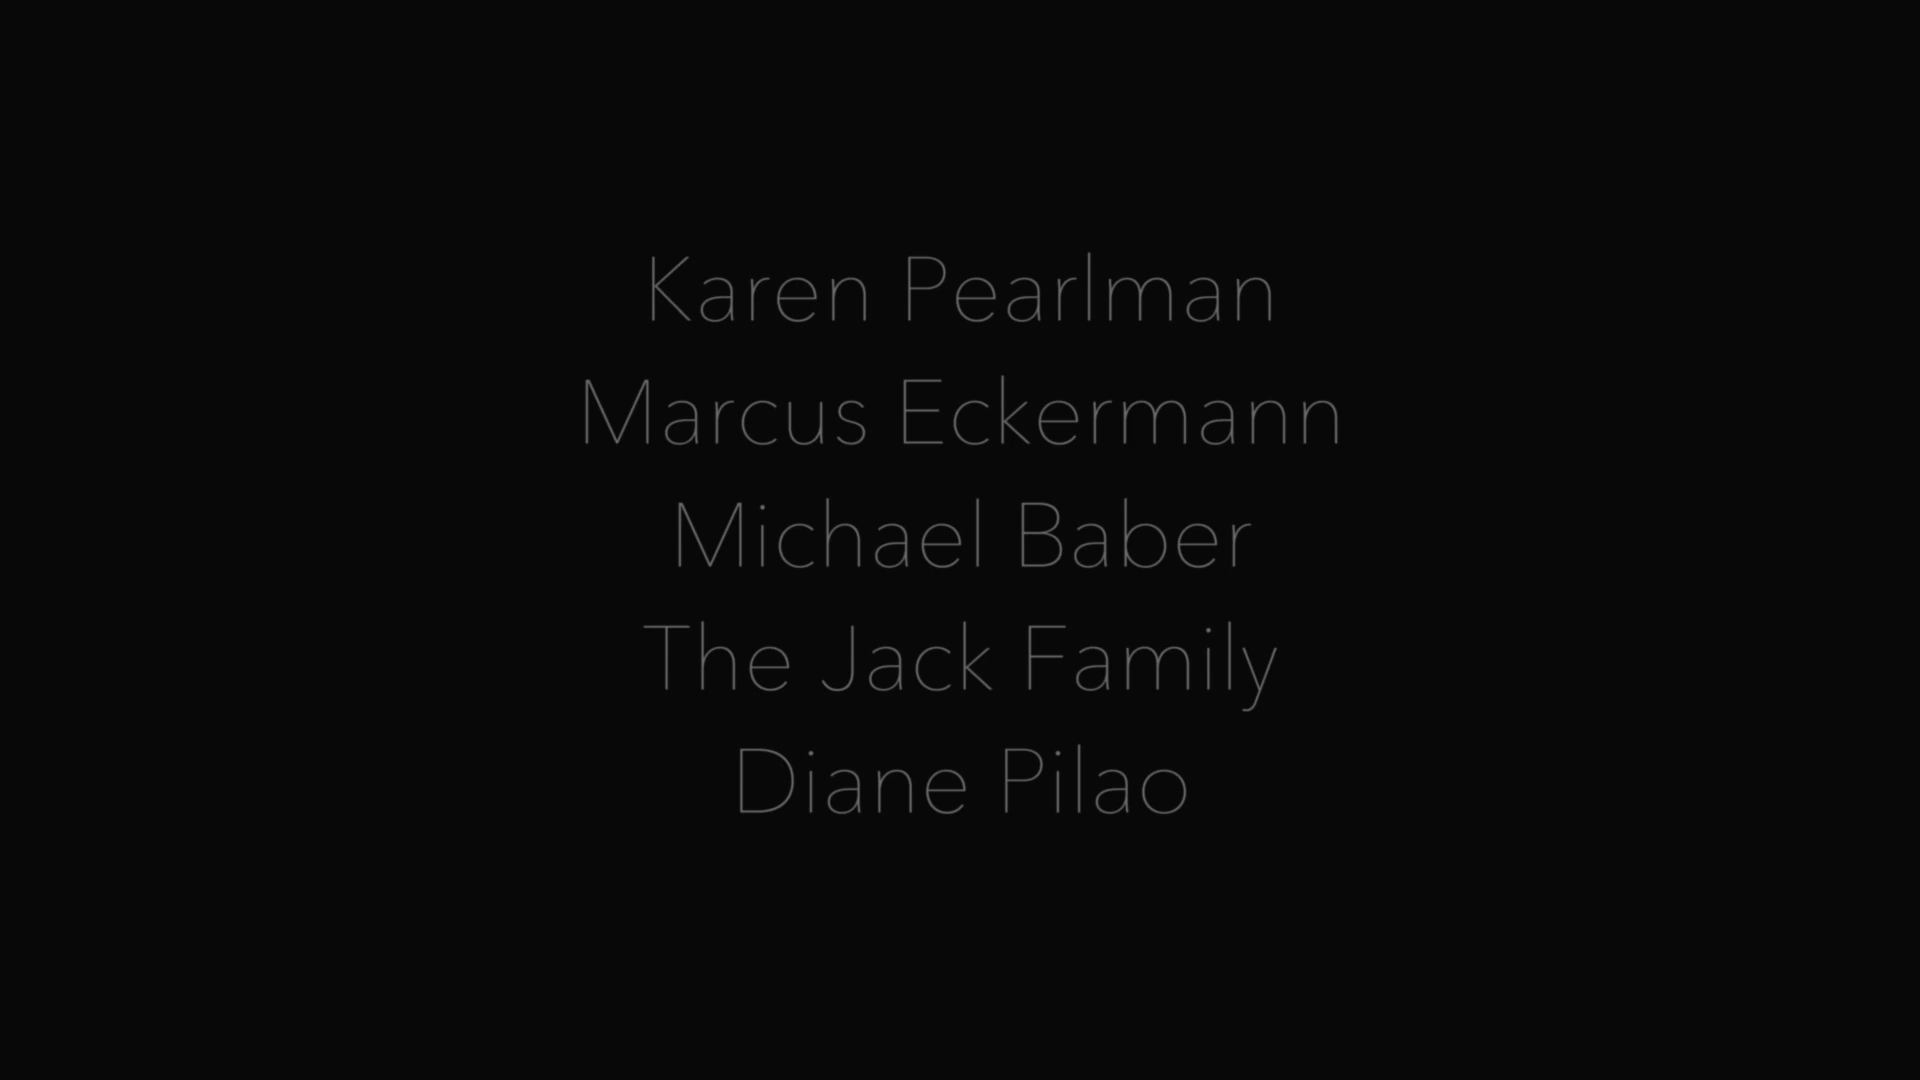 Karen Pearlman
Marcus Eckermann
Michael Baber
The Jack Family
Diane Pilao